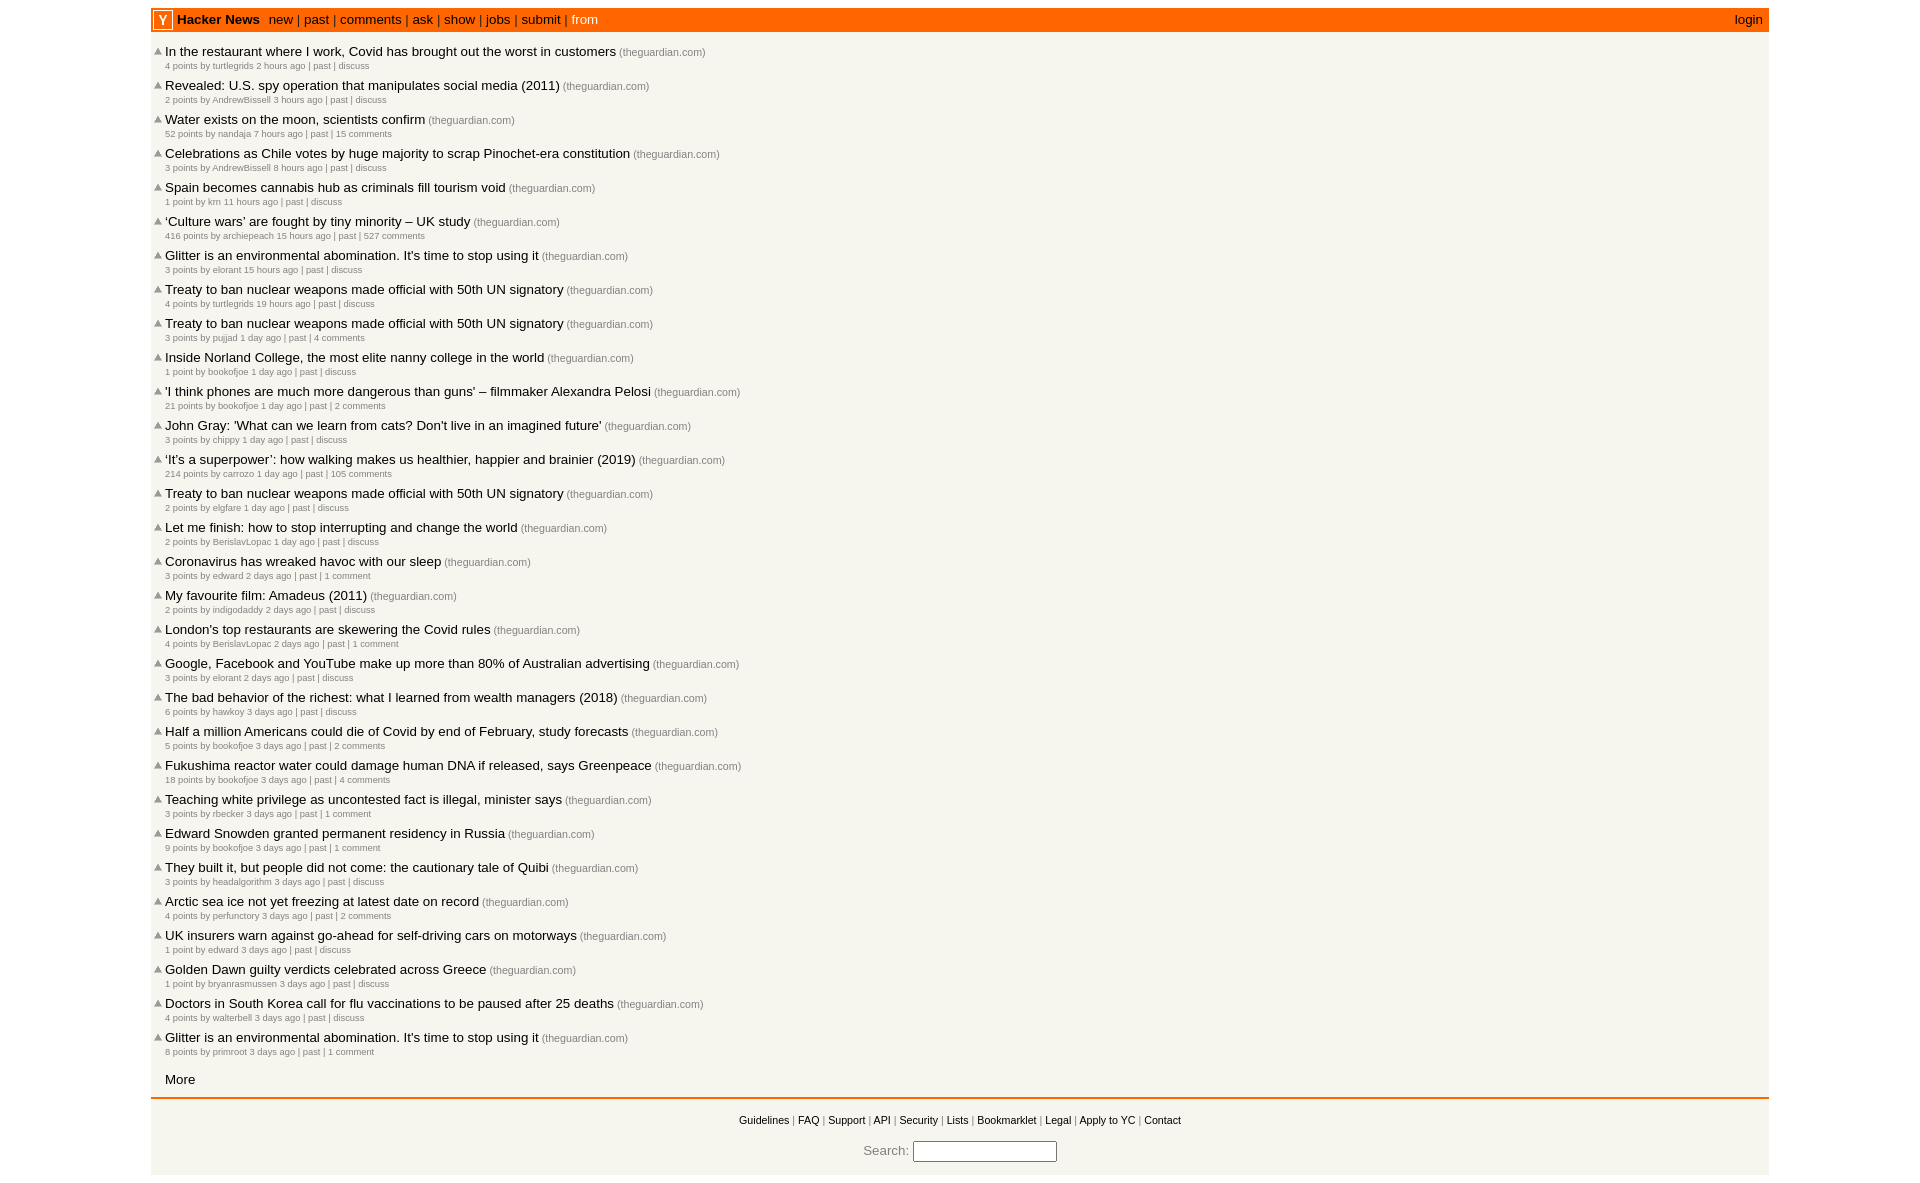 Y Hacker News new | past | comments | ask | show | jobs | submit | from login
In the restaurant where I work, Covid has brought out the worst in customers (theguardian.com)
4 points by turtlegrids 2 hours ago | past | discuss
Revealed: U.S. spy operation that manipulates social media (2011) (theguardian.com)
2 points by AndrewBissell 3 hours ago | past | discuss
Water exists on the moon, scientists confirm (theguardian.com)
52 points by nandaja 7 hours ago | past | 15 comments
Celebrations as Chile votes by huge majority to scrap Pinochet-era constitution (theguardian.com)
3 points by AndrewBissell 8 hours ago | past | discuss
Spain becomes cannabis hub as criminals fill tourism void (theguardian.com)
1 point by krn 11 hours ago | past | discuss
‘Culture wars’ are fought by tiny minority – UK study (theguardian.com)
416 points by archiepeach 15 hours ago | past | 527 comments
Glitter is an environmental abomination. It's time to stop using it (theguardian.com)
3 points by elorant 15 hours ago | past | discuss
Treaty to ban nuclear weapons made official with 50th UN signatory (theguardian.com)
4 points by turtlegrids 19 hours ago | past | discuss
Treaty to ban nuclear weapons made official with 50th UN signatory (theguardian.com)
3 points by pujjad 1 day ago | past | 4 comments
Inside Norland College, the most elite nanny college in the world (theguardian.com)
1 point by bookofjoe 1 day ago | past | discuss
'I think phones are much more dangerous than guns' – filmmaker Alexandra Pelosi (theguardian.com)
21 points by bookofjoe 1 day ago | past | 2 comments
John Gray: 'What can we learn from cats? Don't live in an imagined future' (theguardian.com)
3 points by chippy 1 day ago | past | discuss
‘It’s a superpower’: how walking makes us healthier, happier and brainier (2019) (theguardian.com)
214 points by carrozo 1 day ago | past | 105 comments
Treaty to ban nuclear weapons made official with 50th UN signatory (theguardian.com)
2 points by elgfare 1 day ago | past | discuss
Let me finish: how to stop interrupting and change the world (theguardian.com)
2 points by BerislavLopac 1 day ago | past | discuss
Coronavirus has wreaked havoc with our sleep (theguardian.com)
3 points by edward 2 days ago | past | 1 comment
My favourite film: Amadeus (2011) (theguardian.com)
2 points by indigodaddy 2 days ago | past | discuss
London's top restaurants are skewering the Covid rules (theguardian.com)
4 points by BerislavLopac 2 days ago | past | 1 comment
Google, Facebook and YouTube make up more than 80% of Australian advertising (theguardian.com)
3 points by elorant 2 days ago | past | discuss
The bad behavior of the richest: what I learned from wealth managers (2018) (theguardian.com)
6 points by hawkoy 3 days ago | past | discuss
Half a million Americans could die of Covid by end of February, study forecasts (theguardian.com)
5 points by bookofjoe 3 days ago | past | 2 comments
Fukushima reactor water could damage human DNA if released, says Greenpeace (theguardian.com)
18 points by bookofjoe 3 days ago | past | 4 comments
Teaching white privilege as uncontested fact is illegal, minister says (theguardian.com)
3 points by rbecker 3 days ago | past | 1 comment
Edward Snowden granted permanent residency in Russia (theguardian.com)
9 points by bookofjoe 3 days ago | past | 1 comment
They built it, but people did not come: the cautionary tale of Quibi (theguardian.com)
3 points by headalgorithm 3 days ago | past | discuss
Arctic sea ice not yet freezing at latest date on record (theguardian.com)
4 points by perfunctory 3 days ago | past | 2 comments
UK insurers warn against go-ahead for self-driving cars on motorways (theguardian.com)
1 point by edward 3 days ago | past | discuss
Golden Dawn guilty verdicts celebrated across Greece (theguardian.com)
1 point by bryanrasmussen 3 days ago | past | discuss
Doctors in South Korea call for flu vaccinations to be paused after 25 deaths (theguardian.com)
4 points by walterbell 3 days ago | past | discuss
Glitter is an environmental abomination. It's time to stop using it (theguardian.com)
8 points by primroot 3 days ago | past | 1 comment
More
Guidelines | FAQ | Support | API | Security | Lists | Bookmarklet | Legal | Apply to YC | Contact
Search: